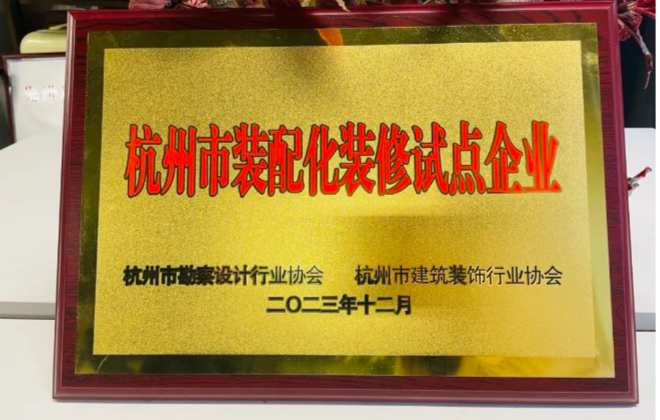 杭州市装配化装修试点企业
杭州市勘察设计行业协会 杭州市建筑装饰行业协会
二〇二三年十二月